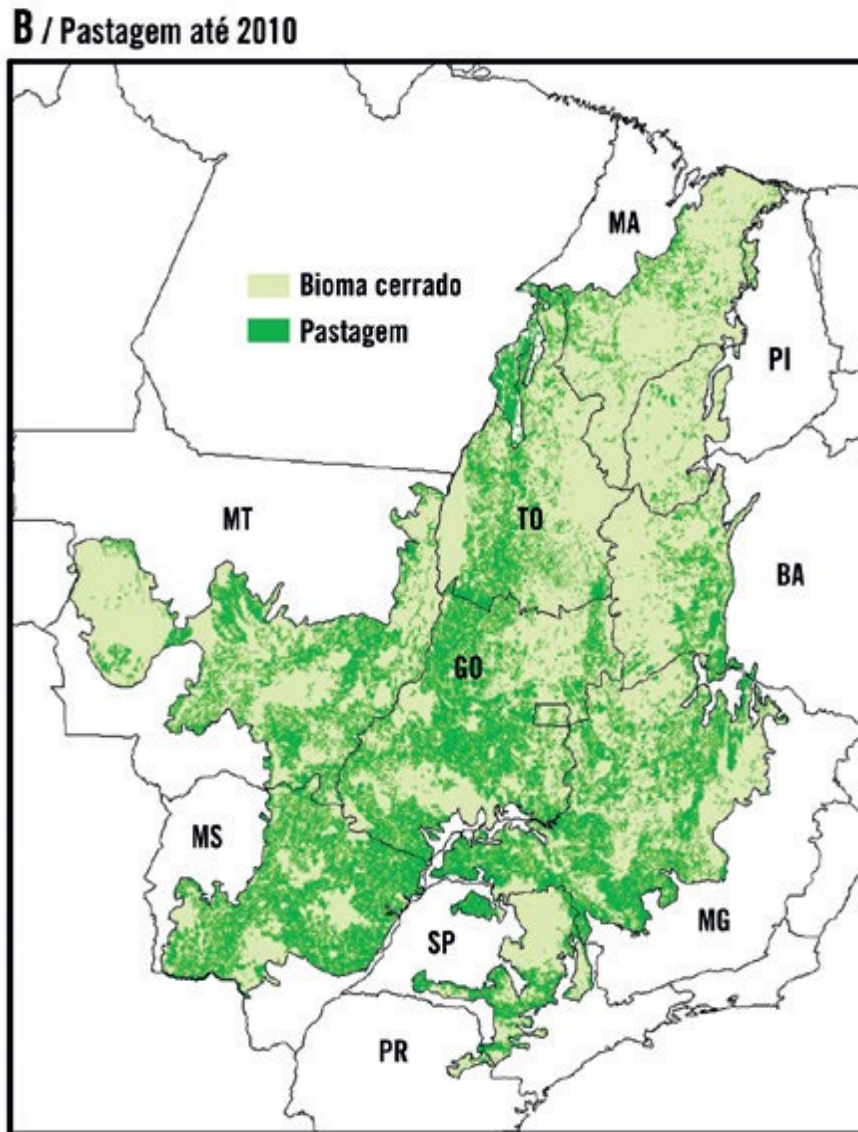 B / Pastagem até 2010
MA
Bioma cerrado
Pastagem
PI
MT
TO
BA
GO
MS
MG
SP
PR